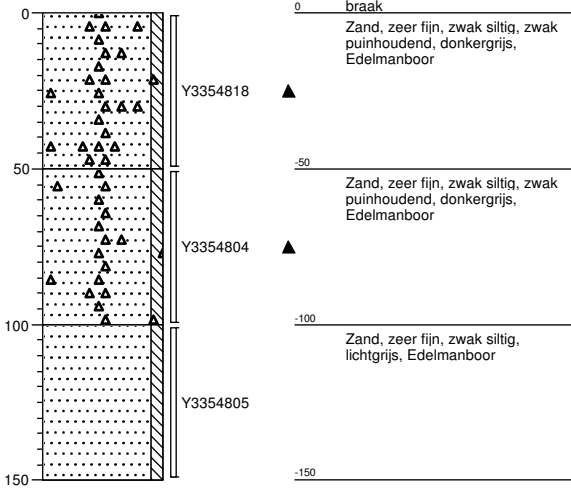 0
0
braak
Zand, zeer fijn, zwak siltig, zwak
puinhoudend, donkergrijs,
Edelmanboor
Y3354818
50
-50
Zand, zeer fijn, zwak siltig, zwak
puinhoudend, donkergrijs,
Edelmanboor
Y3354804
100
-100
Zand, zeer fijn, zwak siltig,
lichtgrijs, Edelmanboor
Y3354805
150
-150